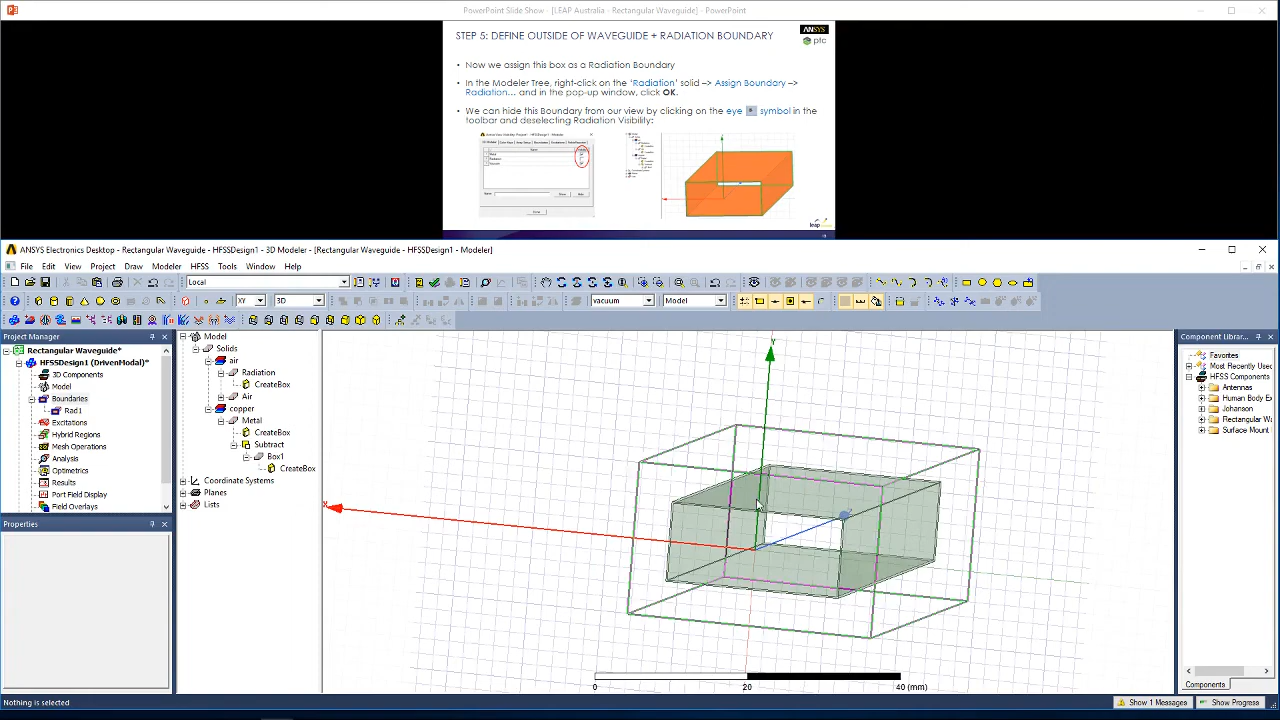 PowerPoint Slide Show - [LEAP Australia - Rectangular Waveguide] - PowerPoint
STEP 5: DEFINE OUTSIDE OF WAVEGUIDE + RADIATION BOUNDARY
ANSYS
ptc
• Now we assign this box as a Radiation Boundary
• In the Modeler Tree, right-click on the 'Radiation' solid –> Assign Boundary –>
Radiation… and in the pop-up window, click OK.
• We can hide this Boundary from our view by clicking on the eye symbol in the
toolbar and deselecting Radiation Visibility:
leap
ANSYS Electronics Desktop - Rectangular Waveguide - HFSSDesign1 - 3D Modeler - [Rectangular Waveguide - HFSSDesign1 - Modeler]
File Edit View Project Draw Modeler HFSS Tools Window Help
Local
XY 3D vacuum Model
Project Manager
Rectangular Waveguide*
HFSSDesign1 (DrivenModal)*
3D Components
Model
Boundaries
Rad1
Excitations
Hybrid Regions
Mesh Operations
Analysis
Optimetrics
Results
Port Field Display
Field Overlays
Properties
Model
Solids
air
Radiation
CreateBox
Air
copper
Metal
CreateBox
Subtract
Box1
CreateBox
Coordinate Systems
Planes
Lists
Y
X
0 20 40 (mm)
Component Librar...
Favorites
Most Recently Used
HFSS Components
Antennas
Human Body Ex
Johanson
Rectangular Wa
Surface Mount
Components
Nothing is selected
Show 1 Messages
Show Progress